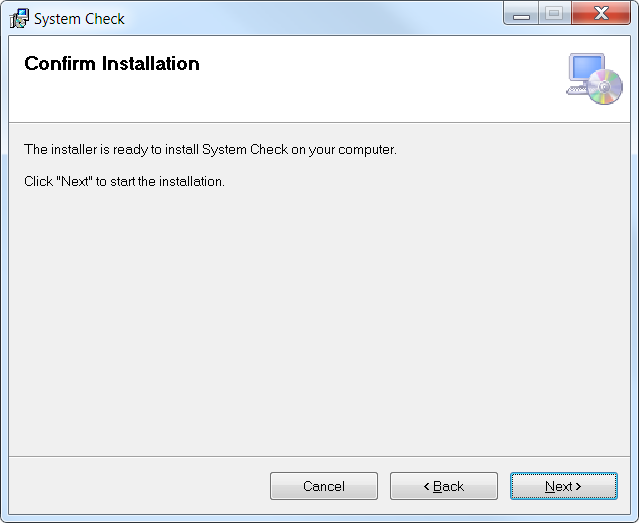 System Check
Confirm Installation
The installer is ready to install System Check on your computer.
Click "Next" to start the installation.
Cancel
< Back
Next >